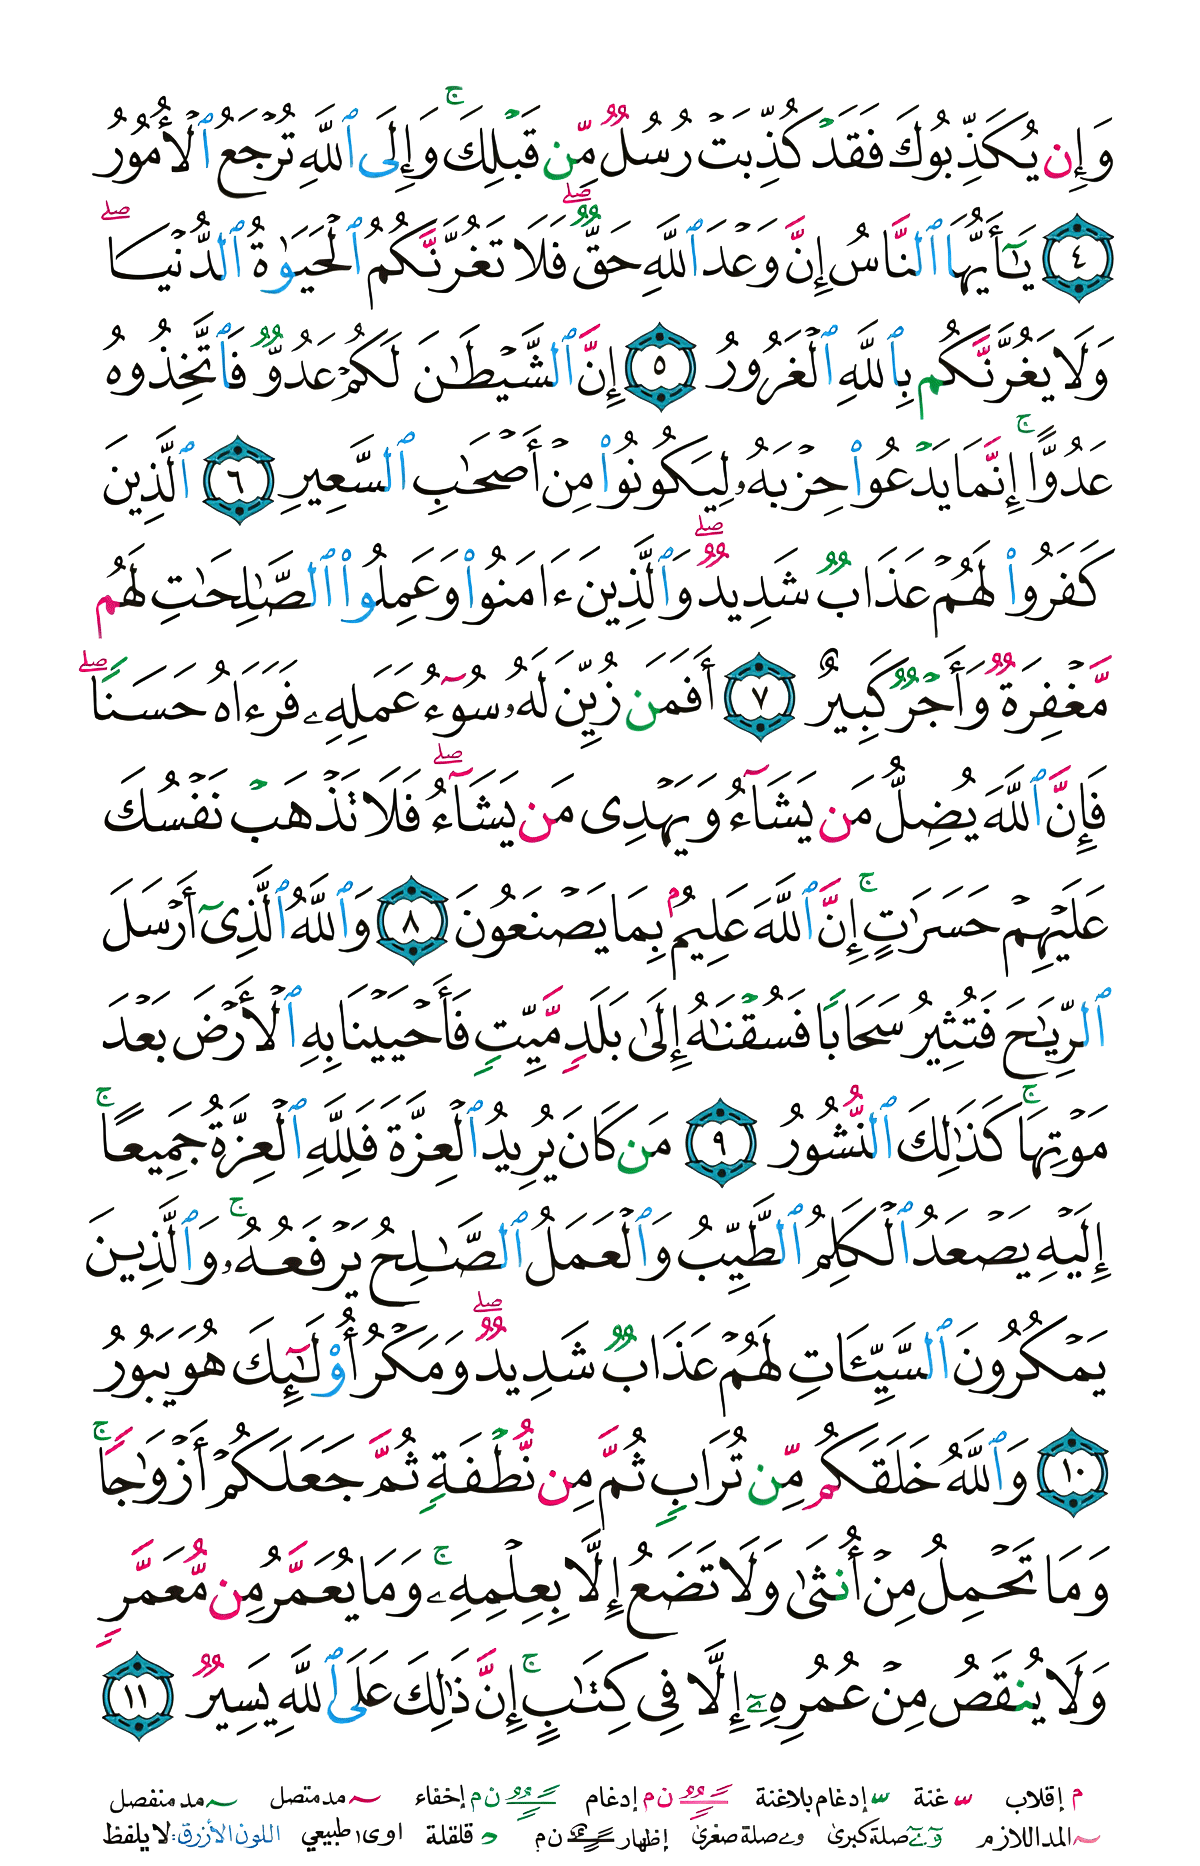 وَإِن يُكَذِّبُوكَ فَقَدْ كُذِّبَتْ رُسُلٌ مِّن قَبْلِكَ ۚ وَإِلَى ٱللَّهِ تُرْجَعُ ٱلْأُمُورُ
٤ يَـٰٓأَيُّهَا ٱلنَّاسُ إِنَّ وَعْدَ ٱللَّهِ حَقٌّ ۖ فَلَا تَغُرَّنَّكُمُ ٱلْحَيَوٰةُ ٱلدُّنْيَا ۖ
وَلَا يَغُرَّنَّكُم بِٱللَّهِ ٱلْغَرُورُ ٥ إِنَّ ٱلشَّيْطَـٰنَ لَكُمْ عَدُوٌّ فَٱتَّخِذُوهُ
عَدُوًّا ۚ إِنَّمَا يَدْعُوا۟ حِزْبَهُۥ لِيَكُونُوا۟ مِنْ أَصْحَـٰبِ ٱلسَّعِيرِ ٦ ٱلَّذِينَ
كَفَرُوا۟ لَهُمْ عَذَابٌ شَدِيدٌ ۖ وَٱلَّذِينَ ءَامَنُوا۟ وَعَمِلُوا۟ ٱلصَّـٰلِحَـٰتِ لَهُم
مَّغْفِرَةٌ وَأَجْرٌ كَبِيرٌ ٧ أَفَمَن زُيِّنَ لَهُۥ سُوٓءُ عَمَلِهِۦ فَرَءَاهُ حَسَنًا ۖ
فَإِنَّ ٱللَّهَ يُضِلُّ مَن يَشَآءُ وَيَهْدِى مَن يَشَآءُ ۖ فَلَا تَذْهَبْ نَفْسُكَ
عَلَيْهِمْ حَسَرَٰتٍ ۚ إِنَّ ٱللَّهَ عَلِيمٌۢ بِمَا يَصْنَعُونَ ٨ وَٱللَّهُ ٱلَّذِىٓ أَرْسَلَ
ٱلرِّيَـٰحَ فَتُثِيرُ سَحَابًا فَسُقْنَـٰهُ إِلَىٰ بَلَدٍ مَّيِّتٍ فَأَحْيَيْنَا بِهِ ٱلْأَرْضَ بَعْدَ
مَوْتِهَا ۚ كَذَٰلِكَ ٱلنُّشُورُ ٩ مَن كَانَ يُرِيدُ ٱلْعِزَّةَ فَلِلَّهِ ٱلْعِزَّةُ جَمِيعًا ۚ
إِلَيْهِ يَصْعَدُ ٱلْكَلِمُ ٱلطَّيِّبُ وَٱلْعَمَلُ ٱلصَّـٰلِحُ يَرْفَعُهُۥ ۚ وَٱلَّذِينَ
يَمْكُرُونَ ٱلسَّيِّـَٔاتِ لَهُمْ عَذَابٌ شَدِيدٌ ۖ وَمَكْرُ أُو۟لَـٰٓئِكَ هُوَ يَبُورُ
١٠ وَٱللَّهُ خَلَقَكُم مِّن تُرَابٍ ثُمَّ مِن نُّطْفَةٍ ثُمَّ جَعَلَكُمْ أَزْوَٰجًا ۚ
وَمَا تَحْمِلُ مِنْ أُنثَىٰ وَلَا تَضَعُ إِلَّا بِعِلْمِهِۦ ۚ وَمَا يُعَمَّرُ مِن مُّعَمَّرٍ
وَلَا يُنقَصُ مِنْ عُمُرِهِۦٓ إِلَّا فِى كِتَـٰبٍ ۚ إِنَّ ذَٰلِكَ عَلَى ٱللَّهِ يَسِيرٌ ١١
م إقلاب غنة إدغام بلاغنة ن م إدغام ن م إخفاء مد متصل مد منفصل
المد اللازم صلة كبرى صلة صغرى إظهار ن م قلقلة ا و ى طبيعي اللون الأزرق: لا يلفظ